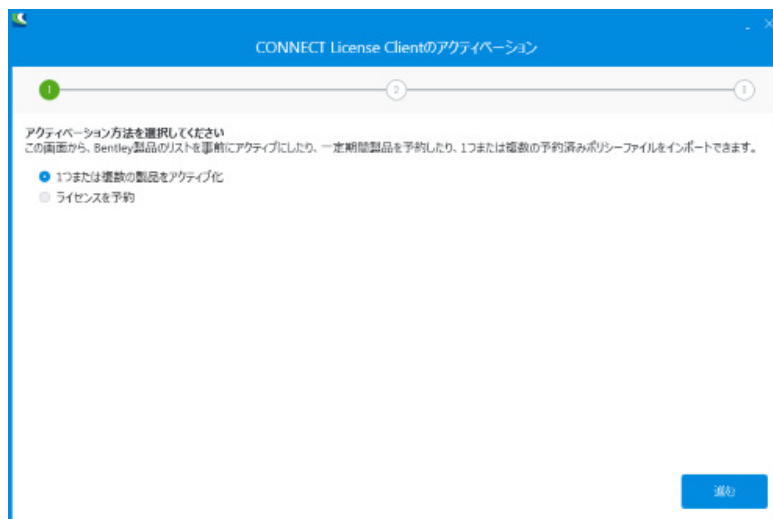 CONNECT License Clientのアクティベーション
1
2
3
アクティベーション方法を選択してください
この画面から、Bentley製品のリストを事前にアクティブにしたり、一定期間製品を予約したり、1つまたは複数の予約済みポリシーファイルをインポートできます。
1つまたは複数の製品をアクティブ化
ライセンスを予約
進む